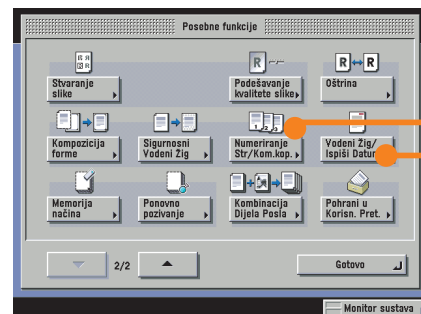 Posebne funkcije
Stvaranje
slike
Podešavanje
kvalitete slike
Oštrina
Kompozicija
forme
Sigurnosni
Vodeni Žig
Numeriranje
Str/Kom.kop.
Vodeni Žig/
Ispiši Datum
Memorija
načina
Ponovno
pozivanje
Kombinacija
Dijela Posla
Pohrani u
Korisn. Pret.
2/2
Gotovo
Monitor sustava